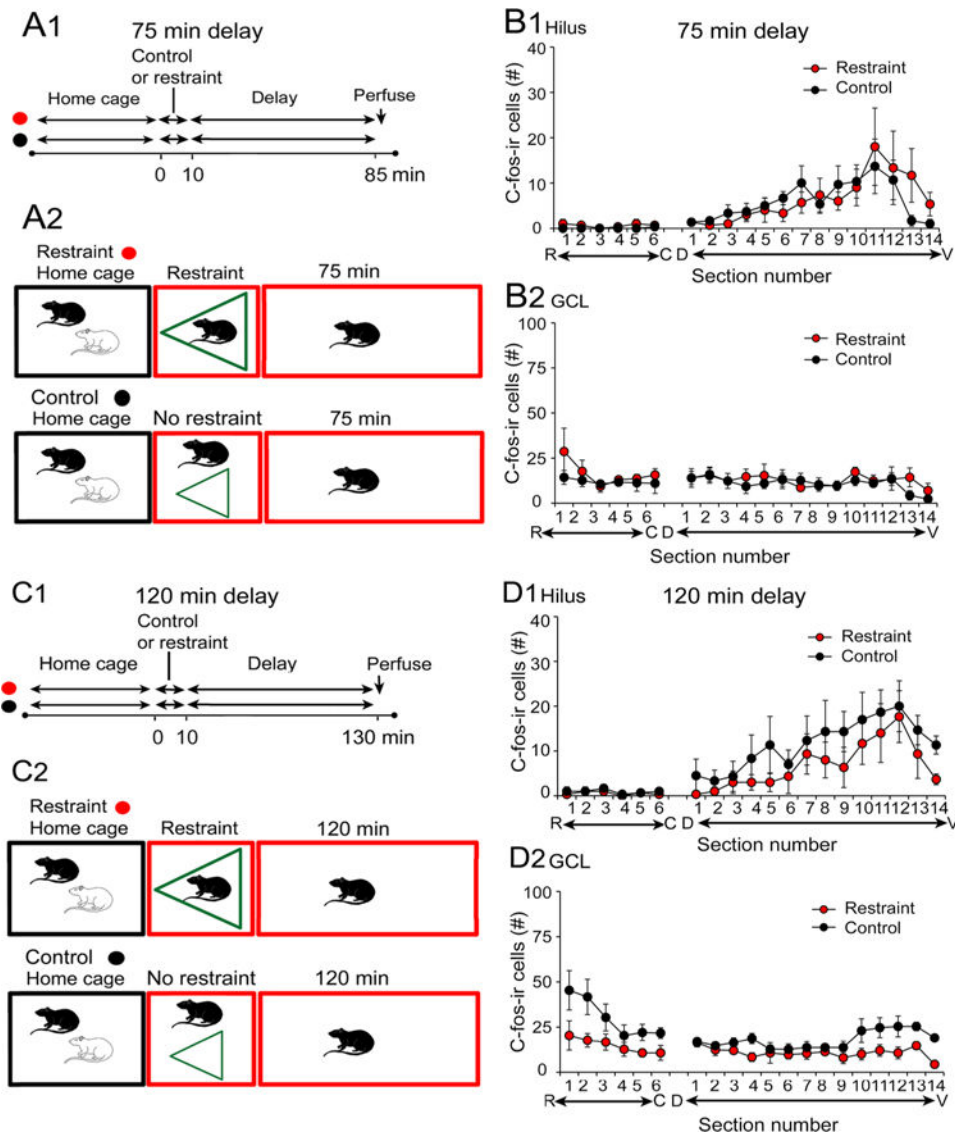 A1
75 min delay
Control
or restraint
Home cage
Delay
Perfuse
0
10
85 min
A2
Restraint
Home cage
Restraint
75 min
Control
Home cage
No restraint
75 min
B1 Hilus
75 min delay
C-fos-ir cells (#)
40
30
20
10
0
Restraint
Control
1 2 3 4 5 6
1 2 3 4 5 6 7 8 9 10 11 12 13 14
R C D V
Section number
B2 GCL
C-fos-ir cells (#)
100
75
50
25
0
Restraint
Control
1 2 3 4 5 6
1 2 3 4 5 6 7 8 9 10 11 12 13 14
R C D V
Section number
C1
120 min delay
Control
or restraint
Home cage
Delay
Perfuse
0
10
130 min
C2
Restraint
Home cage
Restraint
120 min
Control
Home cage
No restraint
120 min
D1 Hilus
120 min delay
C-fos-ir cells (#)
40
30
20
10
0
Restraint
Control
1 2 3 4 5 6
1 2 3 4 5 6 7 8 9 10 11 12 13 14
R C D V
Section number
D2 GCL
C-fos-ir cells (#)
100
75
50
25
0
Restraint
Control
1 2 3 4 5 6
1 2 3 4 5 6 7 8 9 10 11 12 13 14
R C D V
Section number